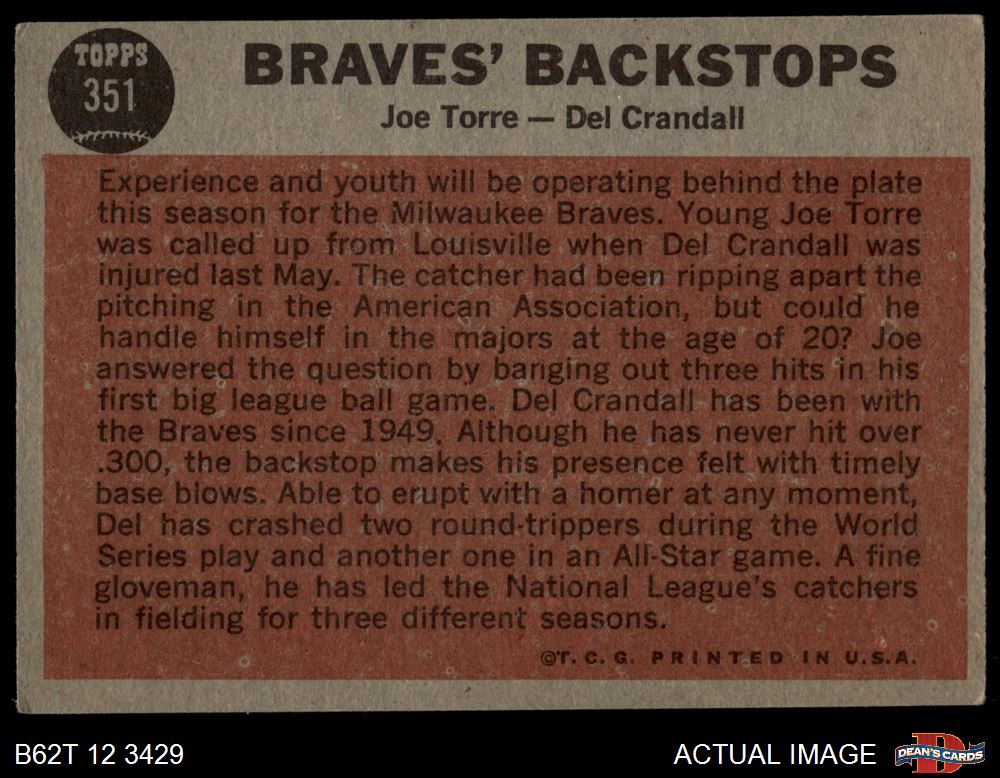 TOPPS
351
BRAVES' BACKSTOPS
Joe Torre — Del Crandall
Experience and youth will be operating behind the plate
this season for the Milwaukee Braves. Young Joe Torre
was called up from Louisville when Del Crandall was
injured last May. The catcher had been ripping apart the
pitching in the American Association, but could he
handle himself in the majors at the age of 20? Joe
answered the question by banging out three hits in his
first big league ball game. Del Crandall has been with
the Braves since 1949. Although he has never hit over
.300, the backstop makes his presence felt with timely
base blows. Able to erupt with a homer at any moment,
Del has crashed two round-trippers during the World
Series play and another one in an All-Star game. A fine
gloveman, he has led the National League's catchers
in fielding for three different seasons.
©T. C. G. PRINTED IN U.S.A.
B62T 12 3429
ACTUAL IMAGE
DEAN'S CARDS